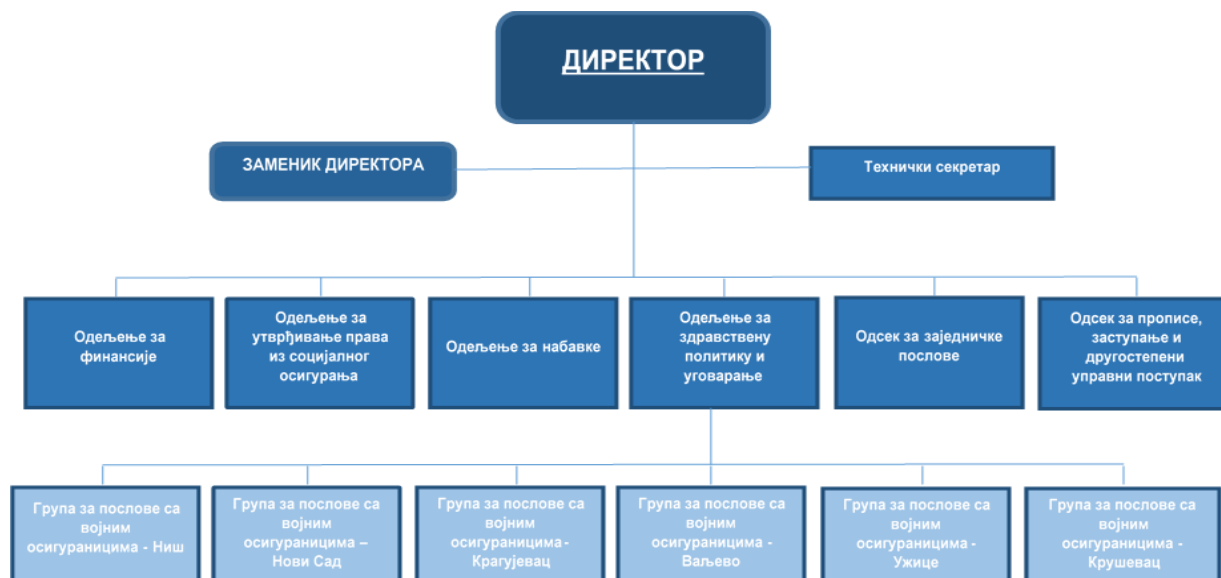 ДИРЕКТОР
ЗАМЕНИК ДИРЕКТОРА
Технички секретар
Одељење за
финансије
Одељење за
утврђивање права
из социјалног
осигурања
Одељење за набавке
Одељење за
здравствену
политику и
уговарање
Одсек за заједничке
послове
Одсек за прописе,
заступање и
другостепени
управни поступак
Група за послове са
војним
осигураницима - Ниш
Група за послове са
војним
осигураницима –
Нови Сад
Група за послове са
војним
осигураницима-
Крагујевац
Група за послове са
војним
осигураницима -
Ваљево
Група за послове са
војним
осигураницима -
Ужице
Група за послове са
војним
осигураницима -
Крушевац